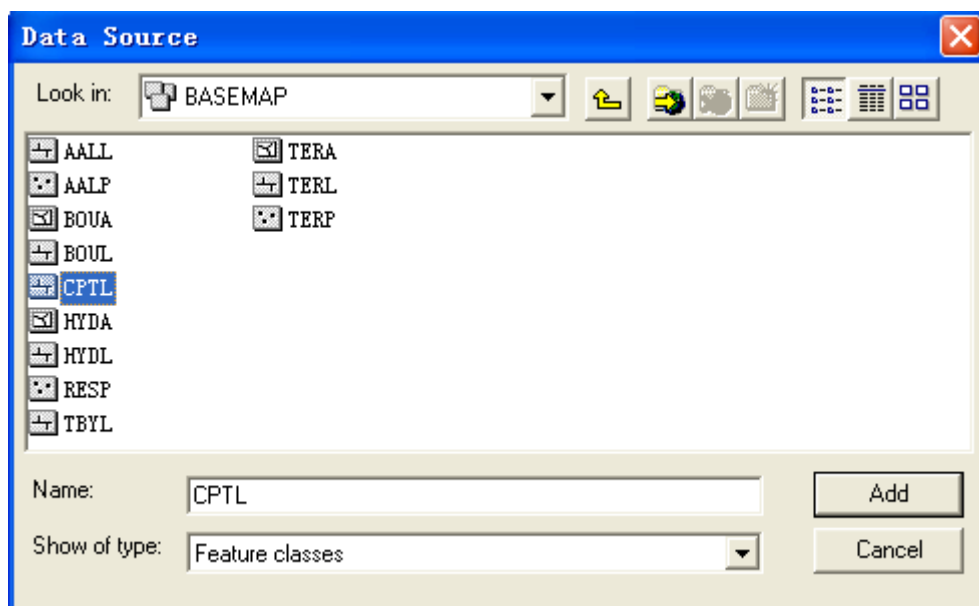 Data Source
Look in: BASEMAP
AALL TERA
AALP TERL
BOUA TERP
BOUL
CPTL
HYDA
HYDL
RESP
TBYL
Name: CPTL Add
Show of type: Feature classes Cancel